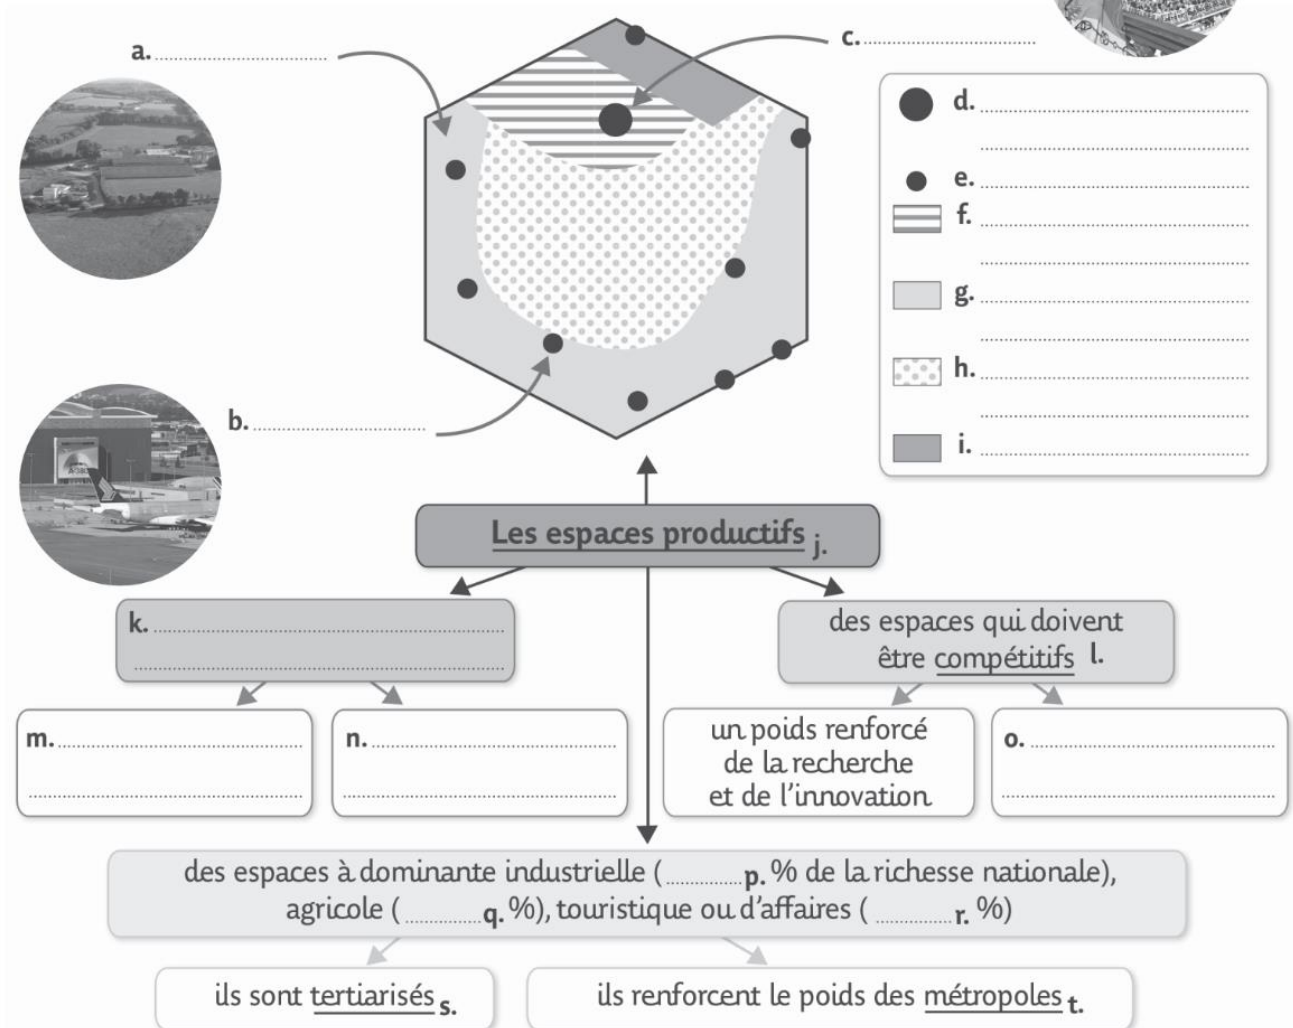 a. ..............................
c. ..............................
d. ..............................
e. ..............................
f. ..............................
g. ..............................
h. ..............................
i. ..............................
b. ..............................
Les espaces productifs j.
k. ..............................
des espaces qui doivent
être compétitifs l.
m. ..............................
n. ..............................
un poids renforcé
de la recherche
et de l'innovation
o. ..............................
des espaces à dominante industrielle ( .............. p. % de la richesse nationale),
agricole ( .............. q. %), touristique ou d'affaires ( .............. r. %)
ils sont tertiarisés s.
ils renforcent le poids des métropoles t.